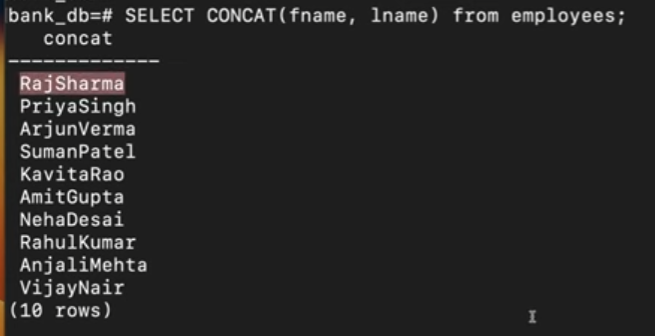 bank_db=# SELECT CONCAT(fname, lname) from employees;
concat
-------------
RajSharma
PriyaSingh
ArjunVerma
SumanPatel
KavitaRao
AmitGupta
NehaDesai
RahulKumar
AnjaliMehta
VijayNair
(10 rows)